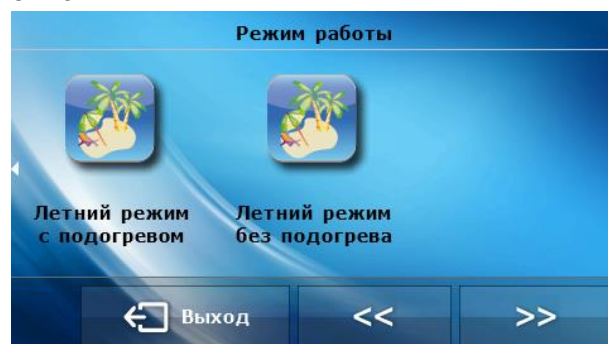 Режим работы
Летний режим
с подогревом
Летний режим
без подогрева
Выход
<<
>>